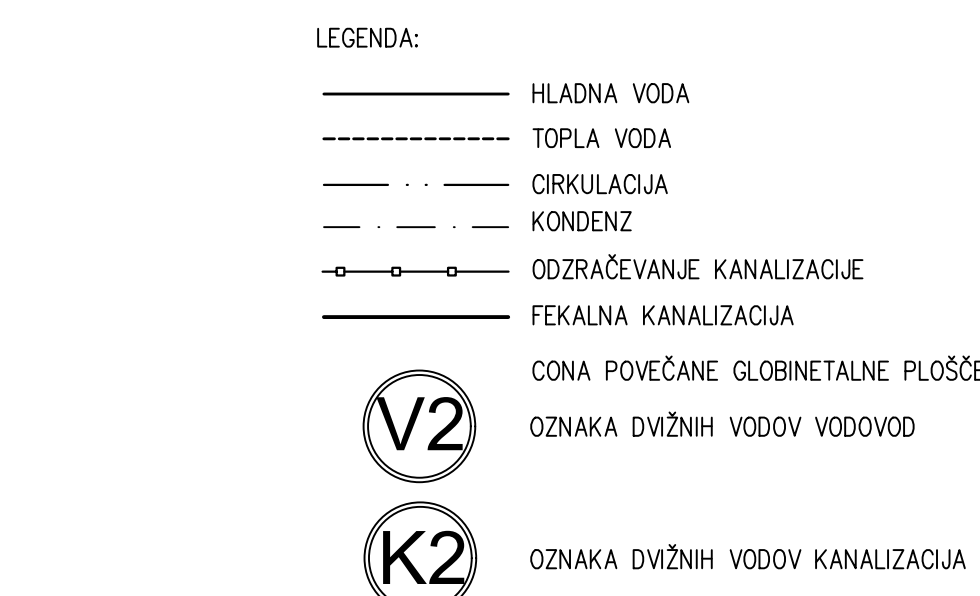 LEGENDA:
HLADNA VODA
TOPLA VODA
CIRKULACIJA
KONDENZ
ODZRAČEVANJE KANALIZACIJE
FEKALNA KANALIZACIJA
CONA POVEČANE GLOBINETALNE PLOŠČE
V2 OZNAKA DVIŽNIH VODOV VODOVOD
K2 OZNAKA DVIŽNIH VODOV KANALIZACIJA